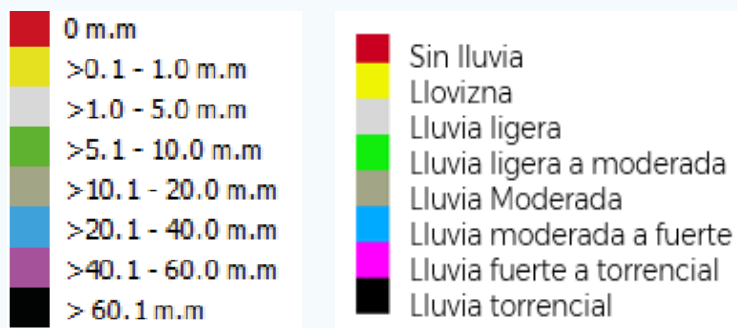 0 m.m
>0.1 - 1.0 m.m
>1.0 - 5.0 m.m
>5.1 - 10.0 m.m
>10.1 - 20.0 m.m
>20.1 - 40.0 m.m
>40.1 - 60.0 m.m
> 60.1 m.m
Sin lluvia
Llovizna
Lluvia ligera
Lluvia ligera a moderada
Lluvia Moderada
Lluvia moderada a fuerte
Lluvia fuerte a torrencial
Lluvia torrencial